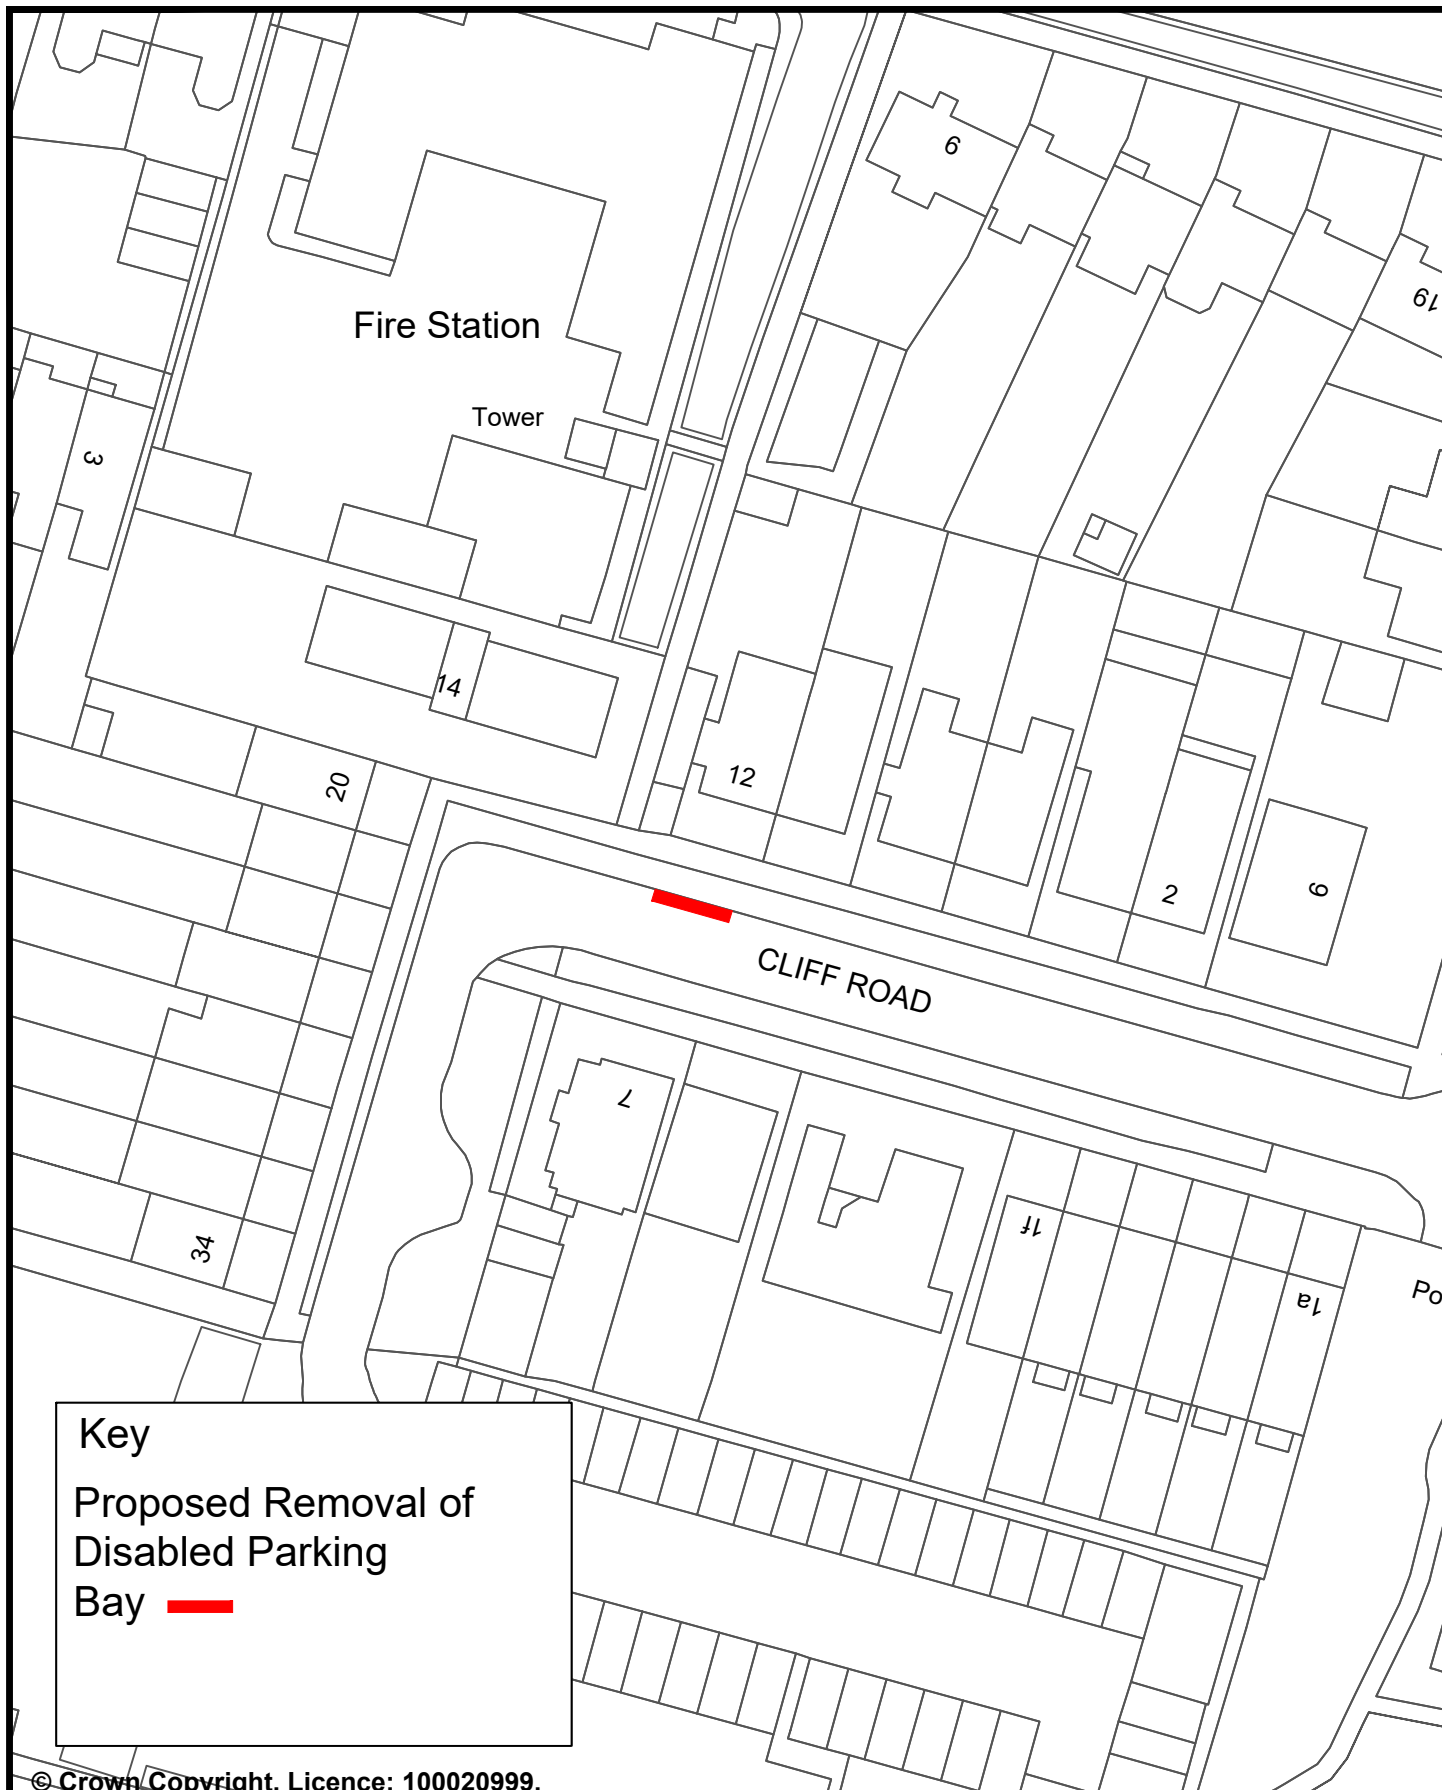 9
19
Fire Station
Tower
3
14
20
12
2
9
CLIFF ROAD
7
1f
34
1a
Po
Key
Proposed Removal of
Disabled Parking
Bay
© Crown Copyright. Licence: 100020999.